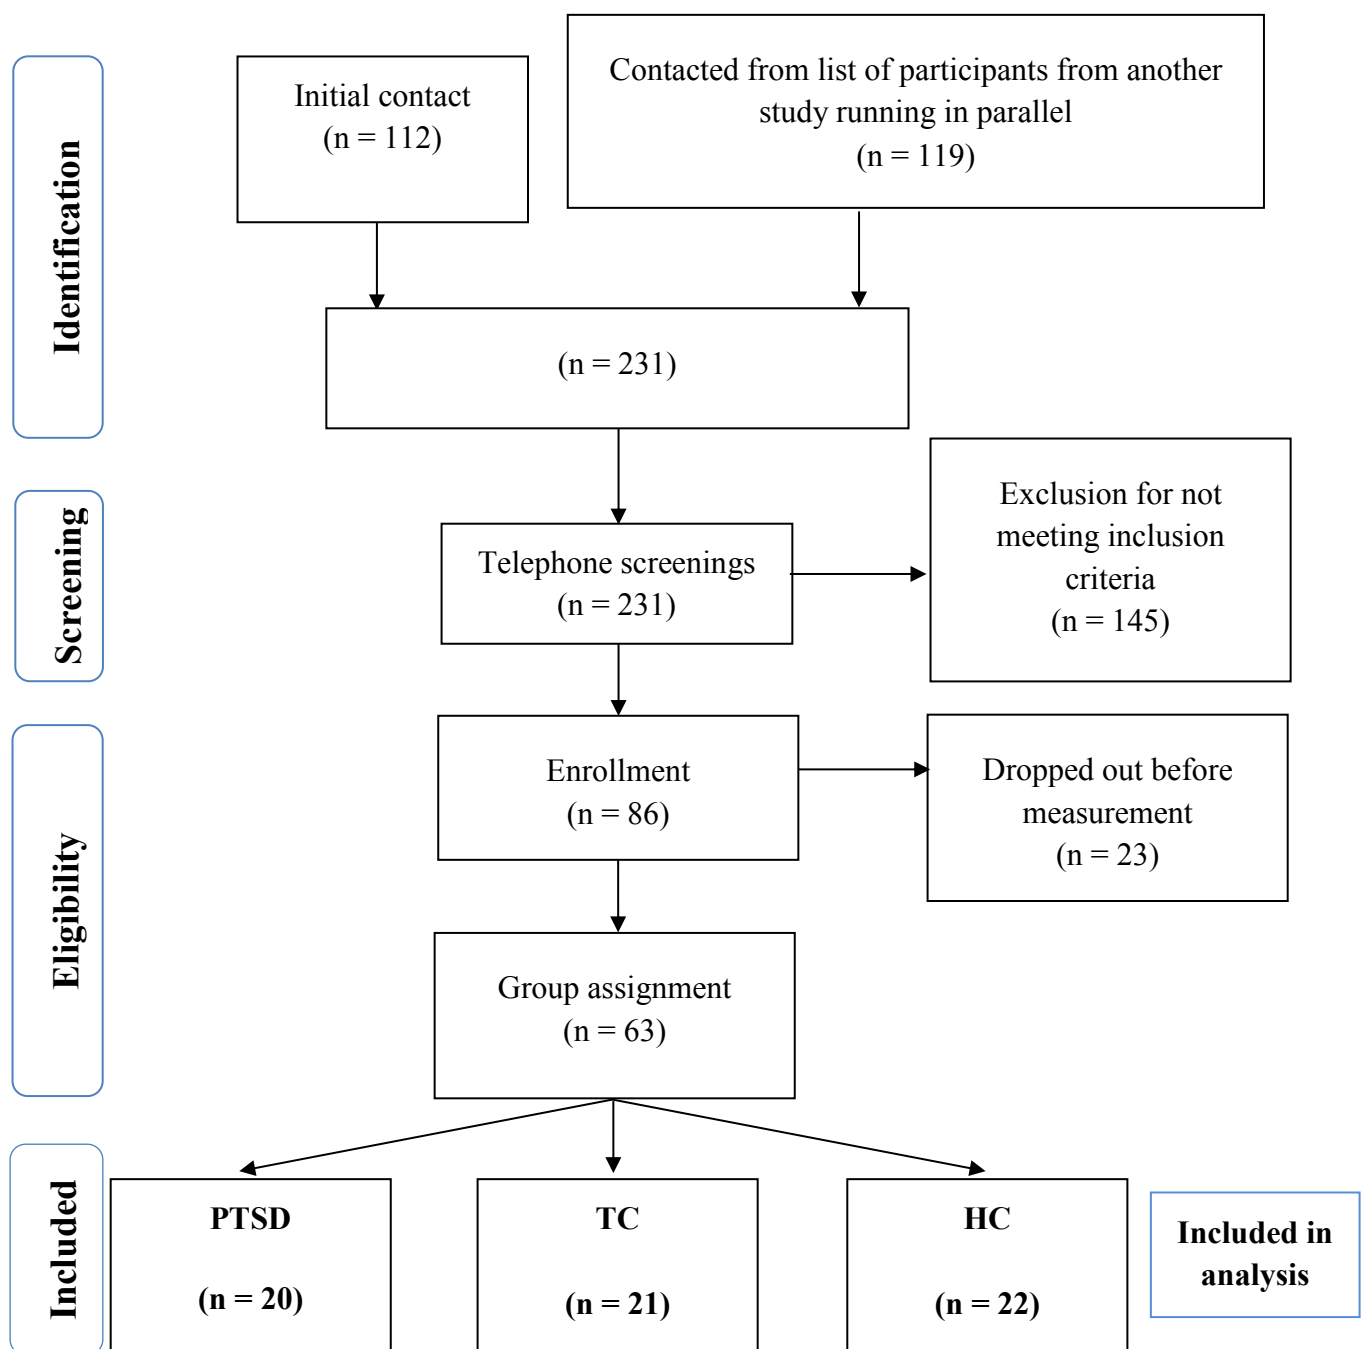 Identification
Initial contact
(n = 112)
Contacted from list of participants from another
study running in parallel
(n = 119)
(n = 231)
Screening
Telephone screenings
(n = 231)
Exclusion for not
meeting inclusion
criteria
(n = 145)
Eligibility
Enrollment
(n = 86)
Dropped out before
measurement
(n = 23)
Group assignment
(n = 63)
Included
PTSD
(n = 20)
TC
(n = 21)
HC
(n = 22)
Included in
analysis